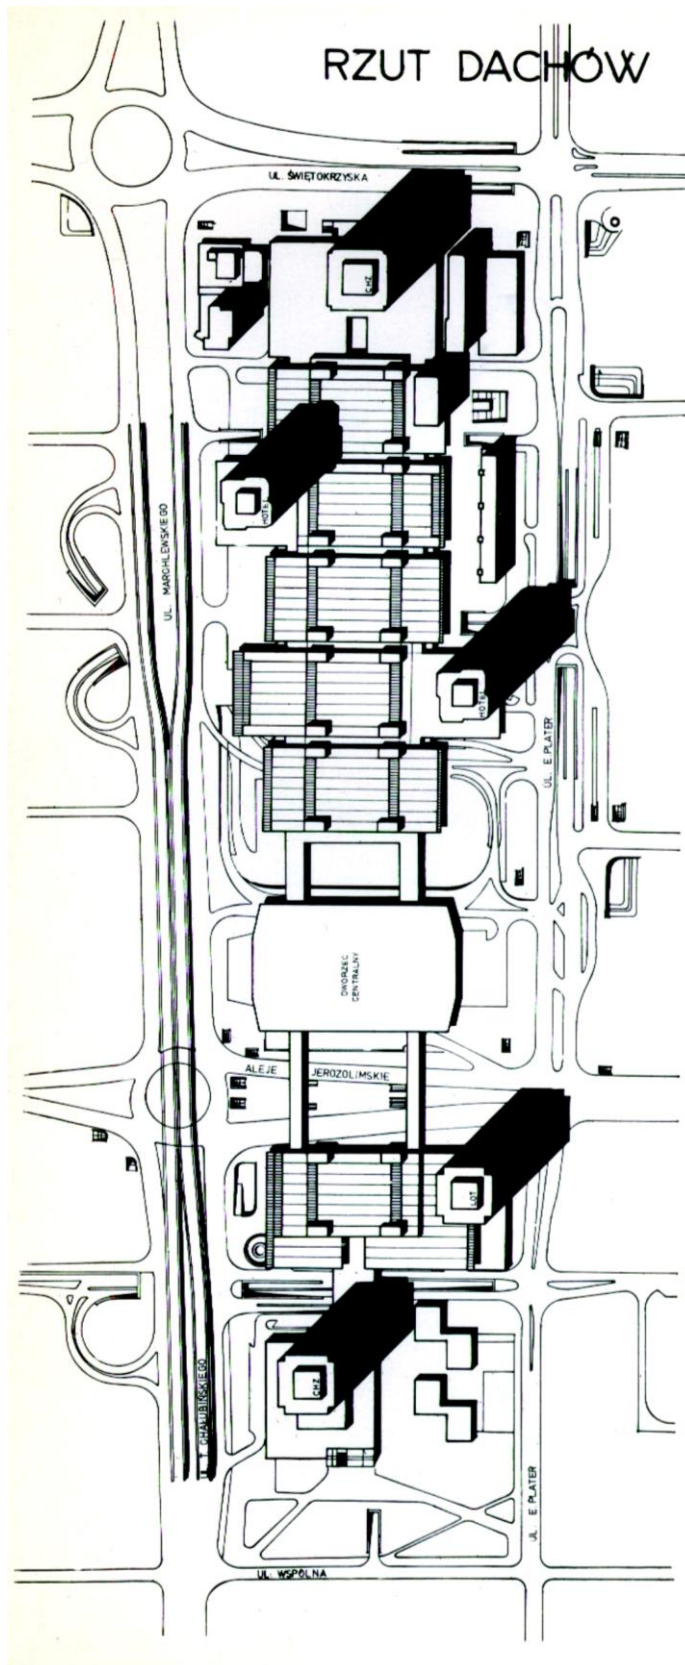 RZUT DACHÓW
UL. ŚWIĘTOKRZYSKA
CHZ
HOTEL
UL. MARCHLEWSKIEGO
HOTEL
UL. E PLATER
DWORZEC
CENTRALNY
ALEJE JEROZOLIMSKIE
LOT
CHZ
UL. T. CHAŁUBIŃSKIEGO
UL. E PLATER
UL. WSPÓLNA